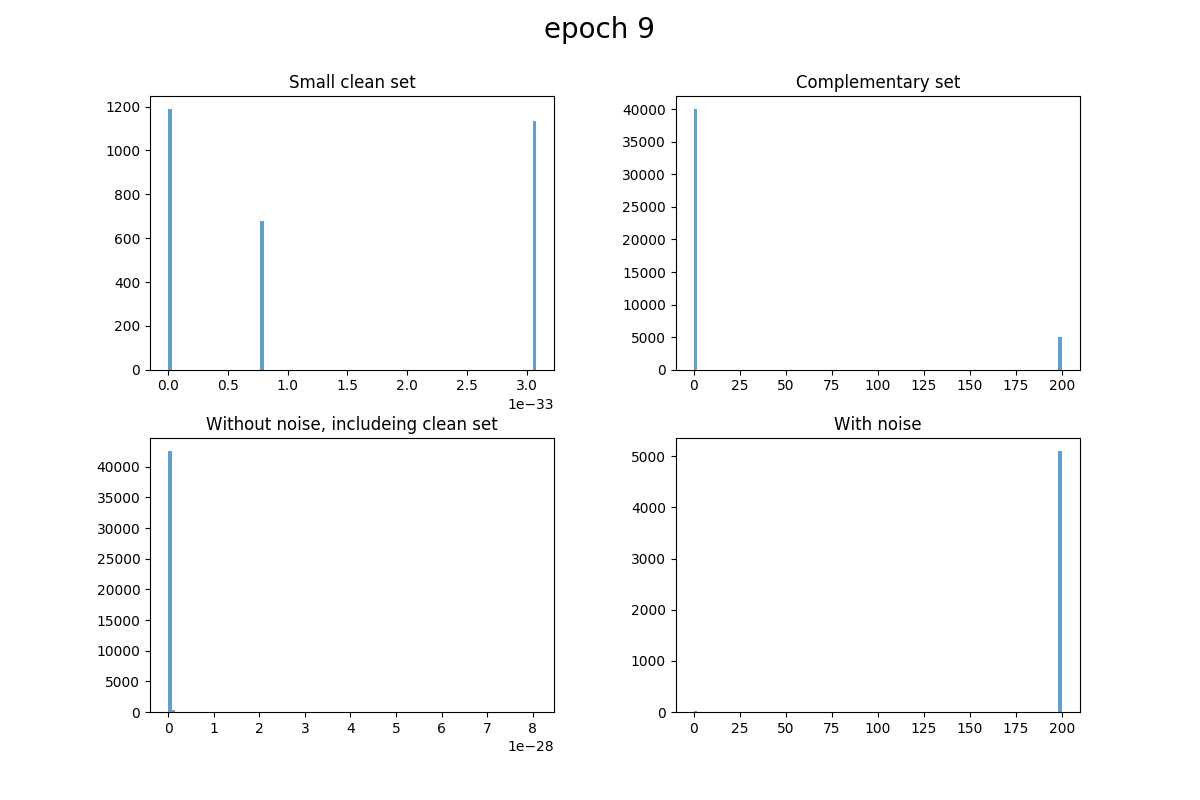 epoch 9
Small clean set
1200
1000
800
600
400
200
0
0.0 0.5 1.0 1.5 2.0 2.5 3.0
1e−33
Complementary set
40000
35000
30000
25000
20000
15000
10000
5000
0
0 25 50 75 100 125 150 175 200
Without noise, includeing clean set
40000
35000
30000
25000
20000
15000
10000
5000
0
0 1 2 3 4 5 6 7 8
1e−28
With noise
5000
4000
3000
2000
1000
0
0 25 50 75 100 125 150 175 200